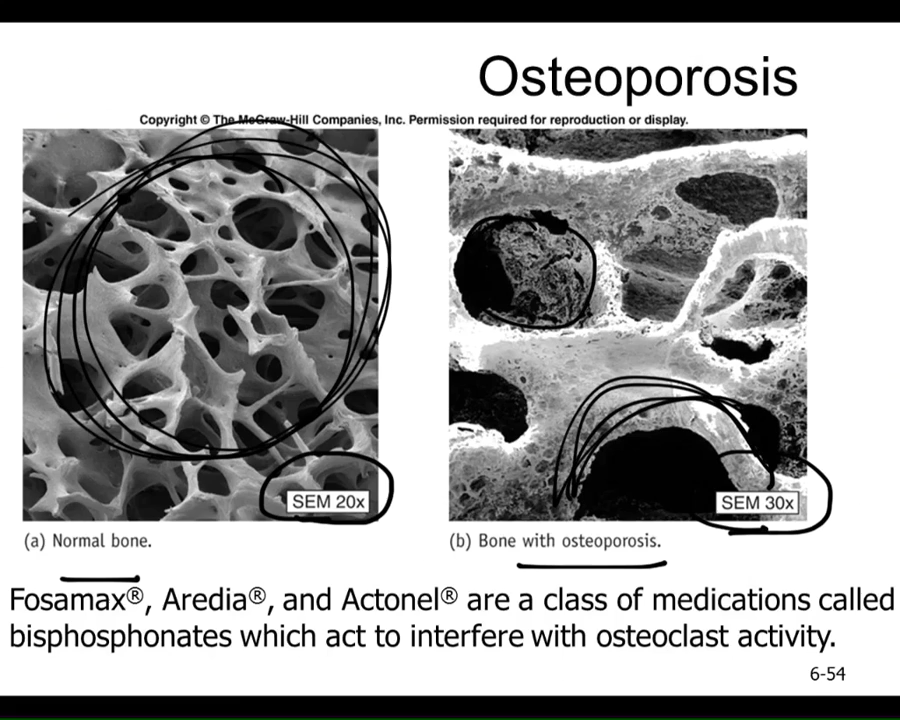 Osteoporosis
Copyright © The McGraw-Hill Companies, Inc. Permission required for reproduction or display.
SEM 20x
SEM 30x
(a) Normal bone.
(b) Bone with osteoporosis.
Fosamax®, Aredia®, and Actonel® are a class of medications called
bisphosphonates which act to interfere with osteoclast activity.
6-54